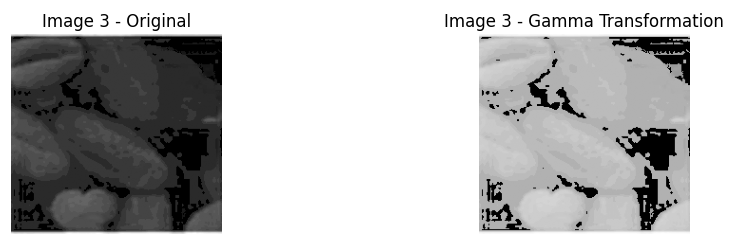 Image 3 - Original
Image 3 - Gamma Transformation